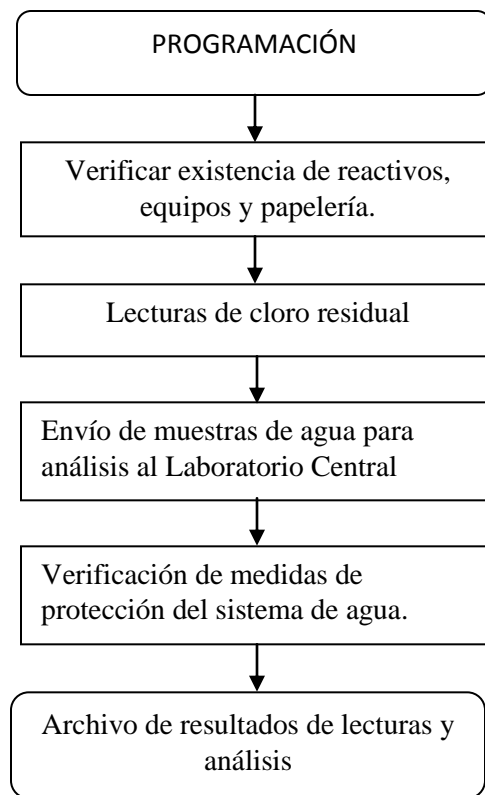 PROGRAMACIÓN
Verificar existencia de reactivos,
equipos y papelería.
Lecturas de cloro residual
Envío de muestras de agua para
análisis al Laboratorio Central
Verificación de medidas de
protección del sistema de agua.
Archivo de resultados de lecturas y
análisis